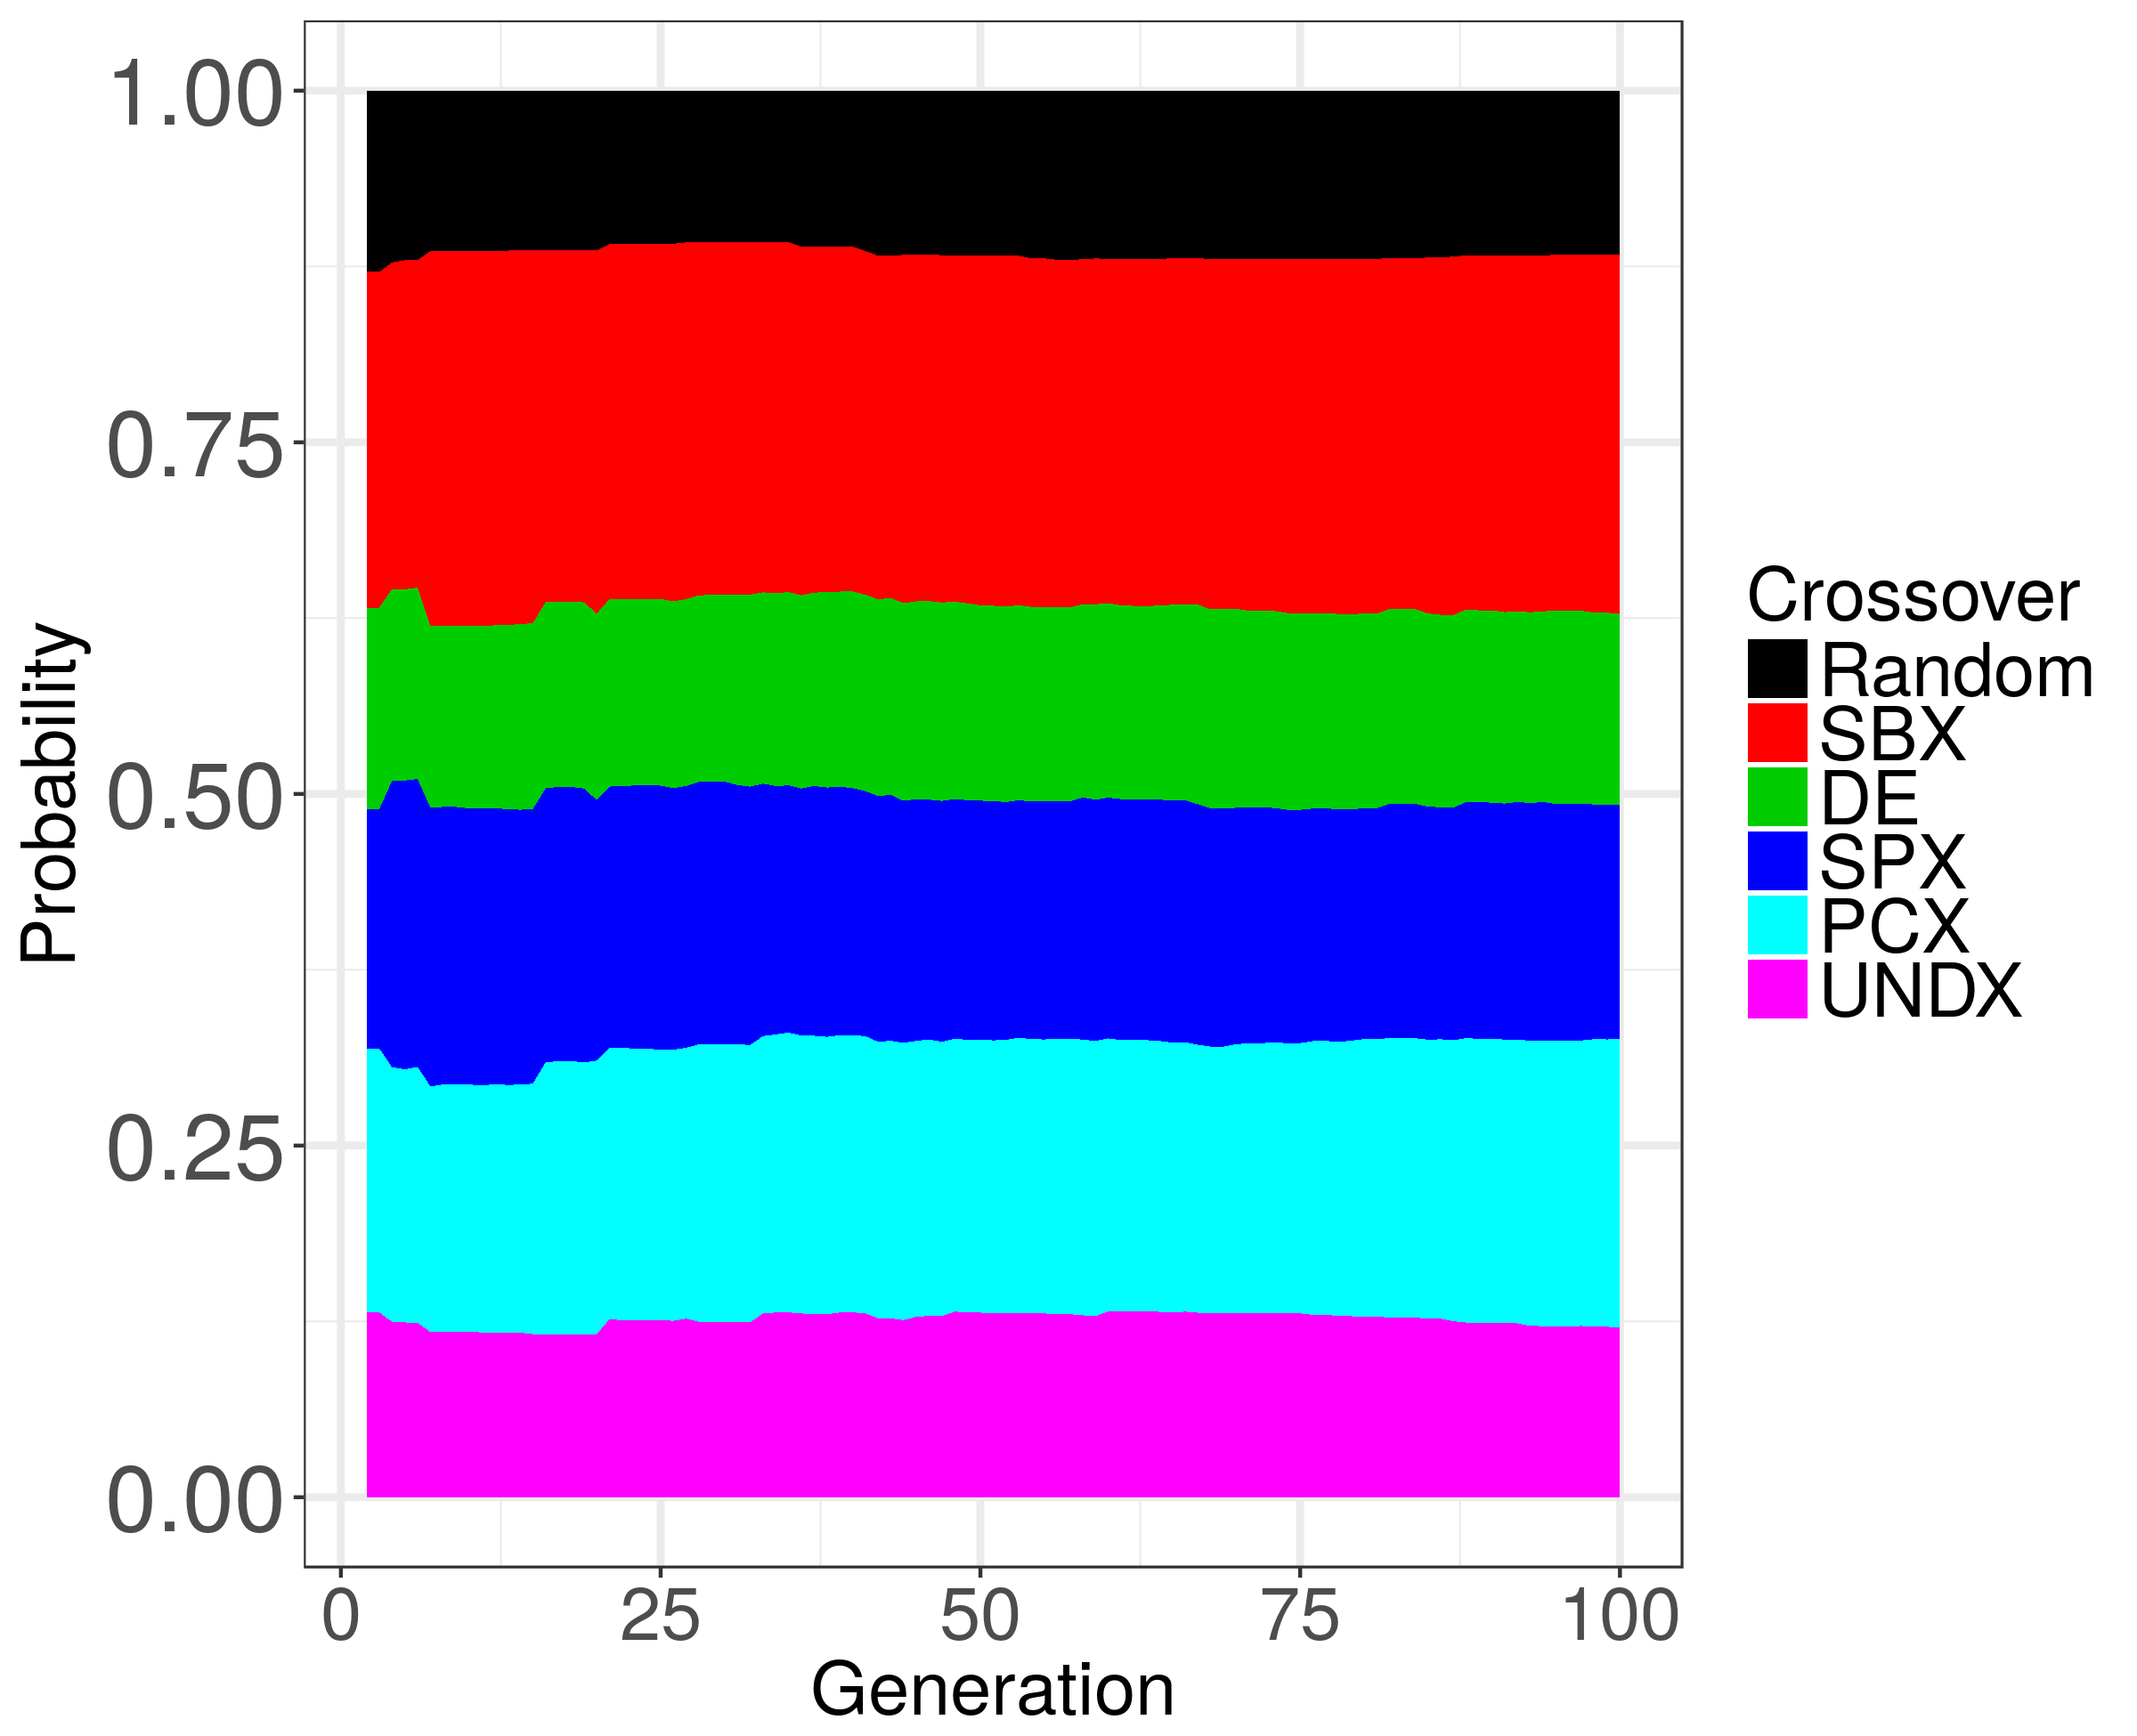 1.00
0.75
0.50
0.25
0.00
Probability
0
25
50
75
100
Generation
Crossover
Random
SBX
DE
SPX
PCX
UNDX